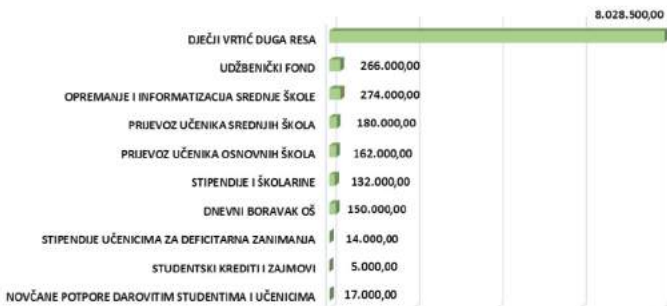 8.028.500,00
DJEČJI VRTIĆ DUGA RESA
UDŽBENIČKI FOND 266.000,00
OPREMANJE I INFORMATIZACIJA SREDNJE ŠKOLE 274.000,00
PRIJEVOZ UČENIKA SREDNJIH ŠKOLA 180.000,00
PRIJEVOZ UČENIKA OSNOVNIH ŠKOLA 162.000,00
STIPENDIJE I ŠKOLARINE 132.000,00
DNEVNI BORAVAK OŠ 150.000,00
STIPENDIJE UČENICIMA ZA DEFICITARNA ZANIMANJA 14.000,00
STUDENTSKI KREDITI I ZAJMOVI 5.000,00
NOVČANE POTPORE DAROVITIM STUDENTIMA I UČENICIMA 17.000,00